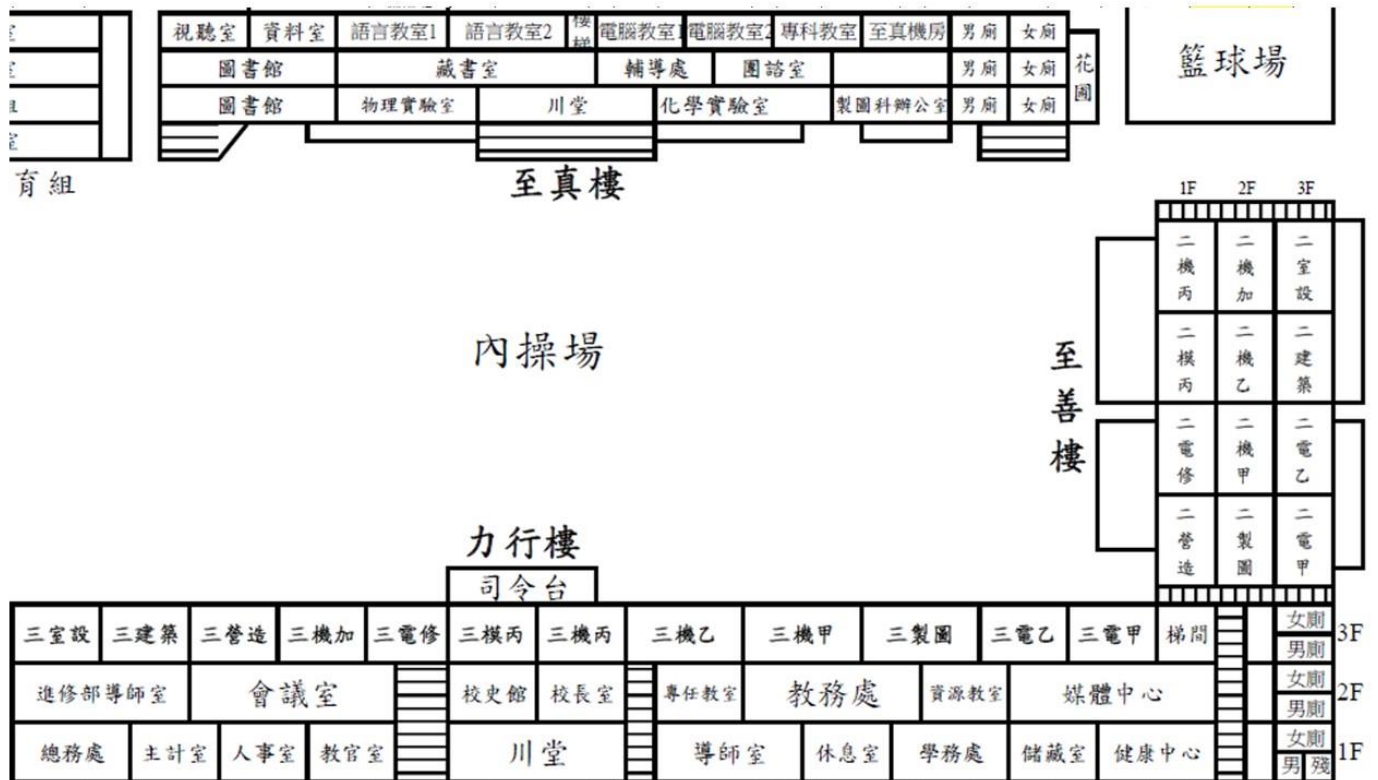 視聽室 資料室 語言教室1 語言教室2 樓梯 電腦教室1 電腦教室2 專科教室 至真機房 男廁 女廁
圖書館 藏書室 輔導處 團諮室 男廁 女廁 花圃
圖書館 物理實驗室 川堂 化學實驗室 製圖科辦公室 男廁 女廁
籃球場
育組
至真樓
1F 2F 3F
二機丙 二機加 二室設
二模丙 二機乙 二建築
二電修 二機甲 二電乙
二營造 二製圖 二電甲
內操場
至善樓
力行樓
司令台
三室設 三建築 三營造 三機加 三電修 三模丙 三機丙 三機乙 三機甲 三製圖 三電乙 三電甲 梯間 女廁 男廁 3F
進修部導師室 會議室 校史館 校長室 專任教室 教務處 資源教室 媒體中心 女廁 男廁 2F
總務處 主計室 人事室 教官室 川堂 導師室 休息室 學務處 儲藏室 健康中心 女廁 男 殘 1F